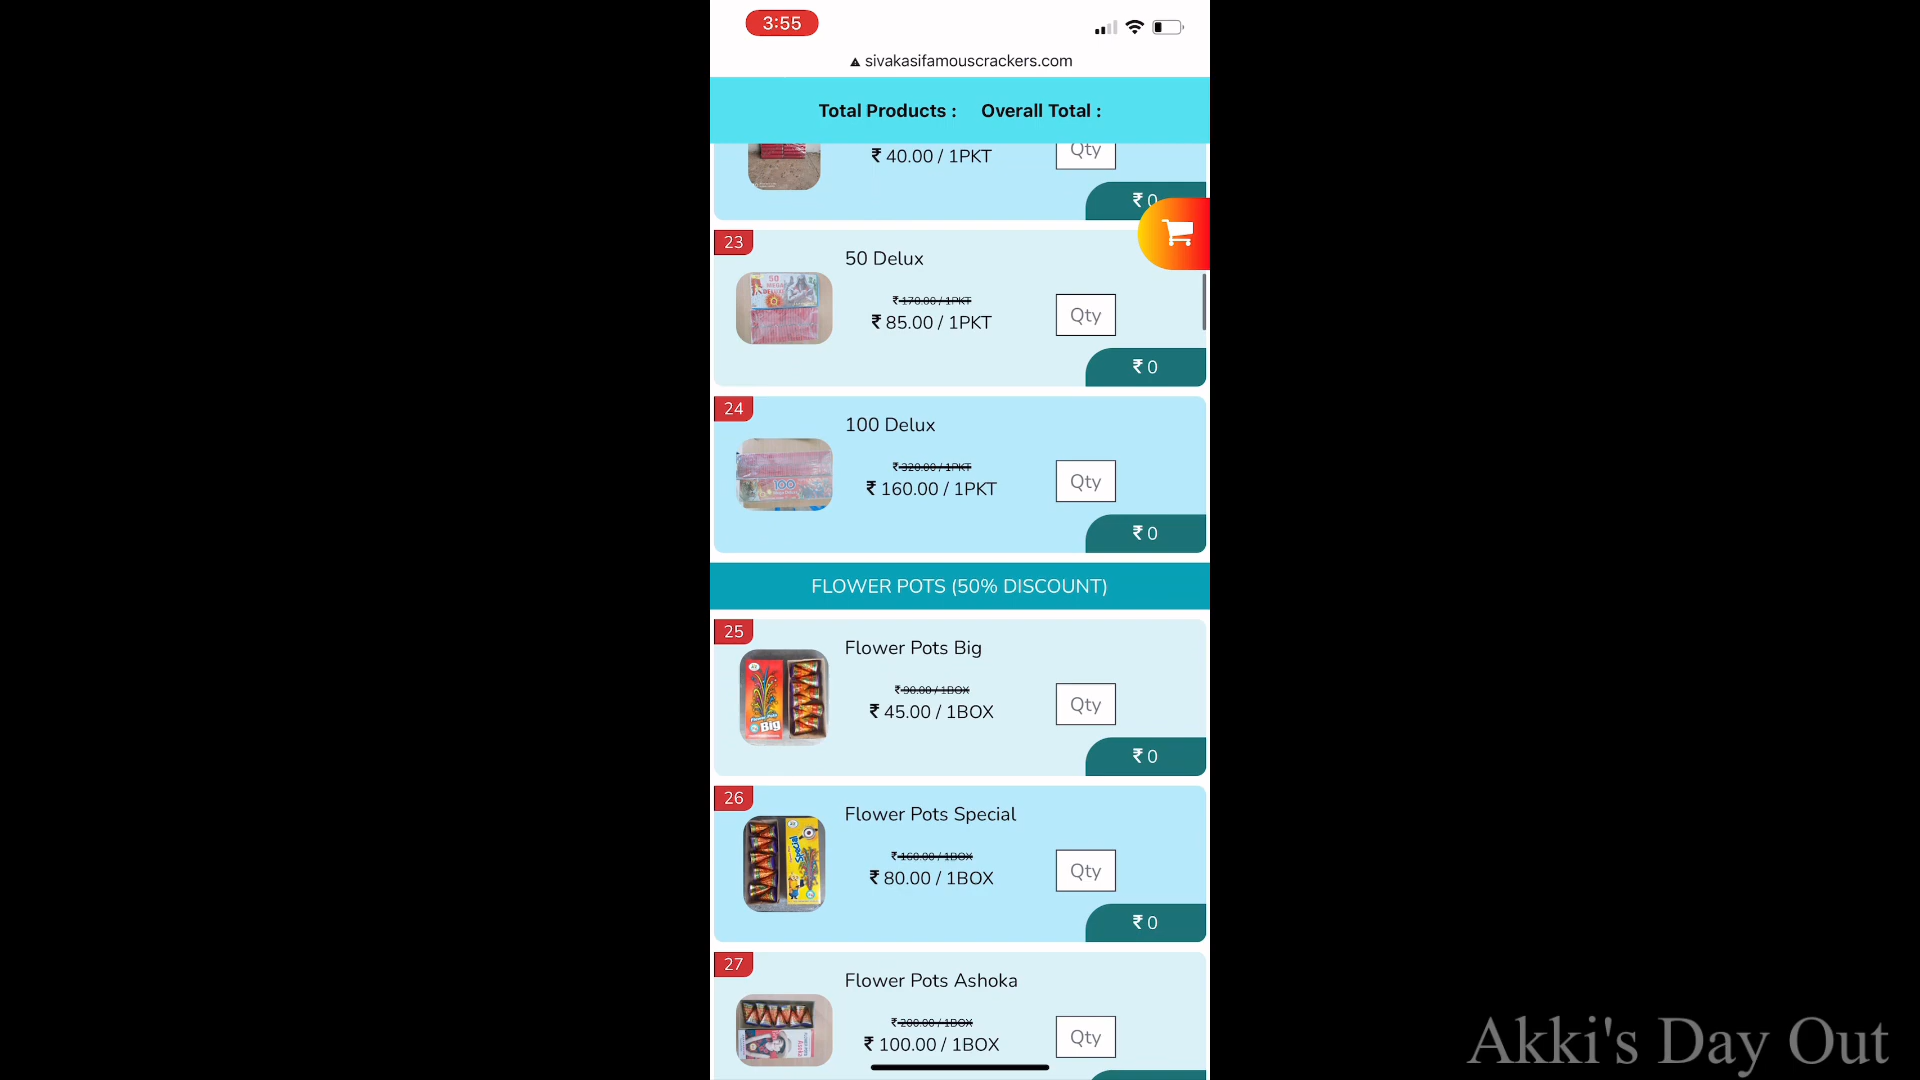 3:55
sivakasifamouscrackers.com
Total Products : Overall Total :
₹ 40.00 / 1PKT
Qty
₹ 0
23
50 Delux
₹ 170.00 / 1PKT
₹ 85.00 / 1PKT
Qty
₹ 0
24
100 Delux
₹ 320.00 / 1PKT
₹ 160.00 / 1PKT
Qty
₹ 0
FLOWER POTS (50% DISCOUNT)
25
Flower Pots Big
₹ 90.00 / 1BOX
₹ 45.00 / 1BOX
Qty
₹ 0
Big
26
Flower Pots Special
₹ 160.00 / 1BOX
₹ 80.00 / 1BOX
Qty
₹ 0
27
Flower Pots Ashoka
₹ 200.00 / 1BOX
₹ 100.00 / 1BOX
Qty
Akki's Day Out